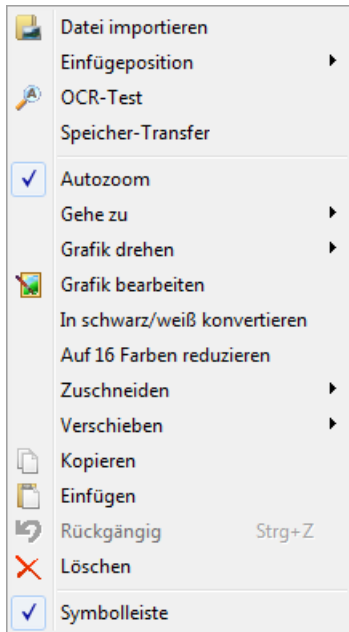 Datei importieren
Einfügeposition
OCR-Test
Speicher-Transfer
Autozoom
Gehe zu
Grafik drehen
Grafik bearbeiten
In schwarz/weiß konvertieren
Auf 16 Farben reduzieren
Zuschneiden
Verschieben
Kopieren
Einfügen
Rückgängig Strg+Z
Löschen
Symbolleiste